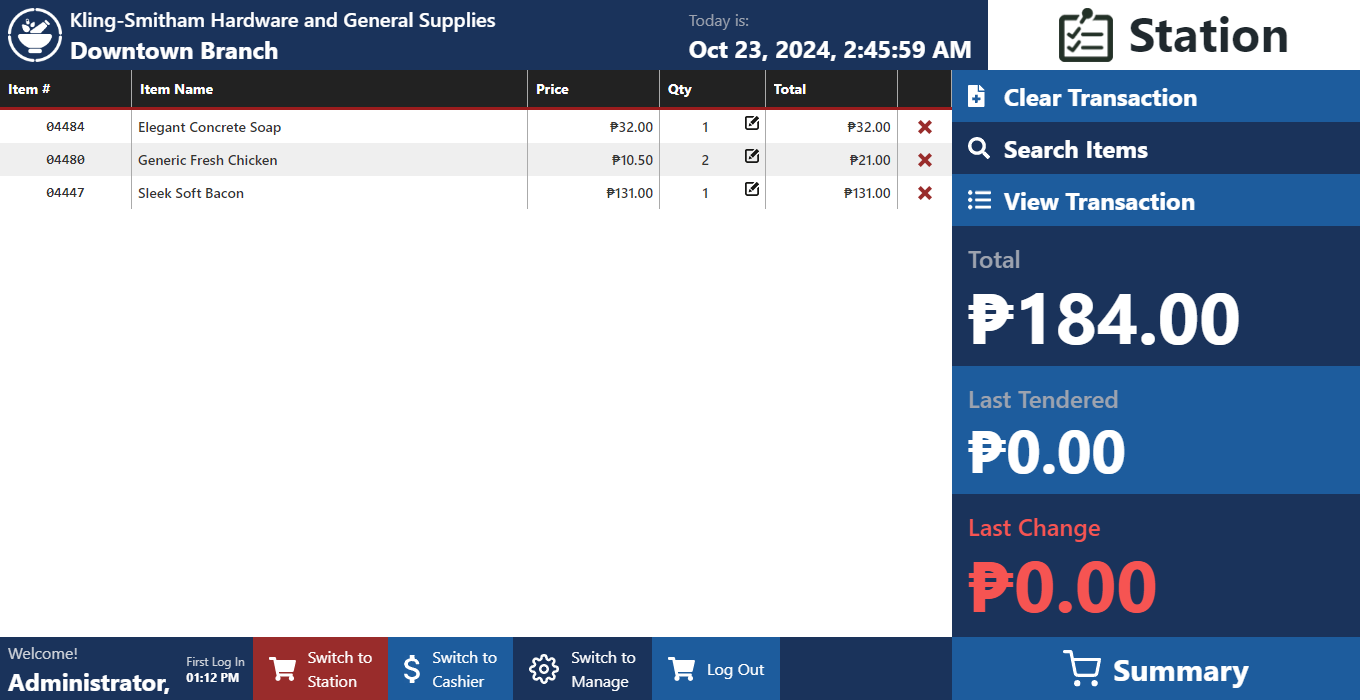 Kling-Smitham Hardware and General Supplies
Downtown Branch
Today is:
Oct 23, 2024, 2:45:59 AM
Station
Item # Item Name Price Qty Total
04484 Elegant Concrete Soap ₱32.00 1 ₱32.00
04480 Generic Fresh Chicken ₱10.50 2 ₱21.00
04447 Sleek Soft Bacon ₱131.00 1 ₱131.00
Clear Transaction
Search Items
View Transaction
Total
₱184.00
Last Tendered
₱0.00
Last Change
₱0.00
Welcome!
Administrator,
First Log In
01:12 PM
Switch to
Station
Switch to
Cashier
Switch to
Manage
Log Out
Summary